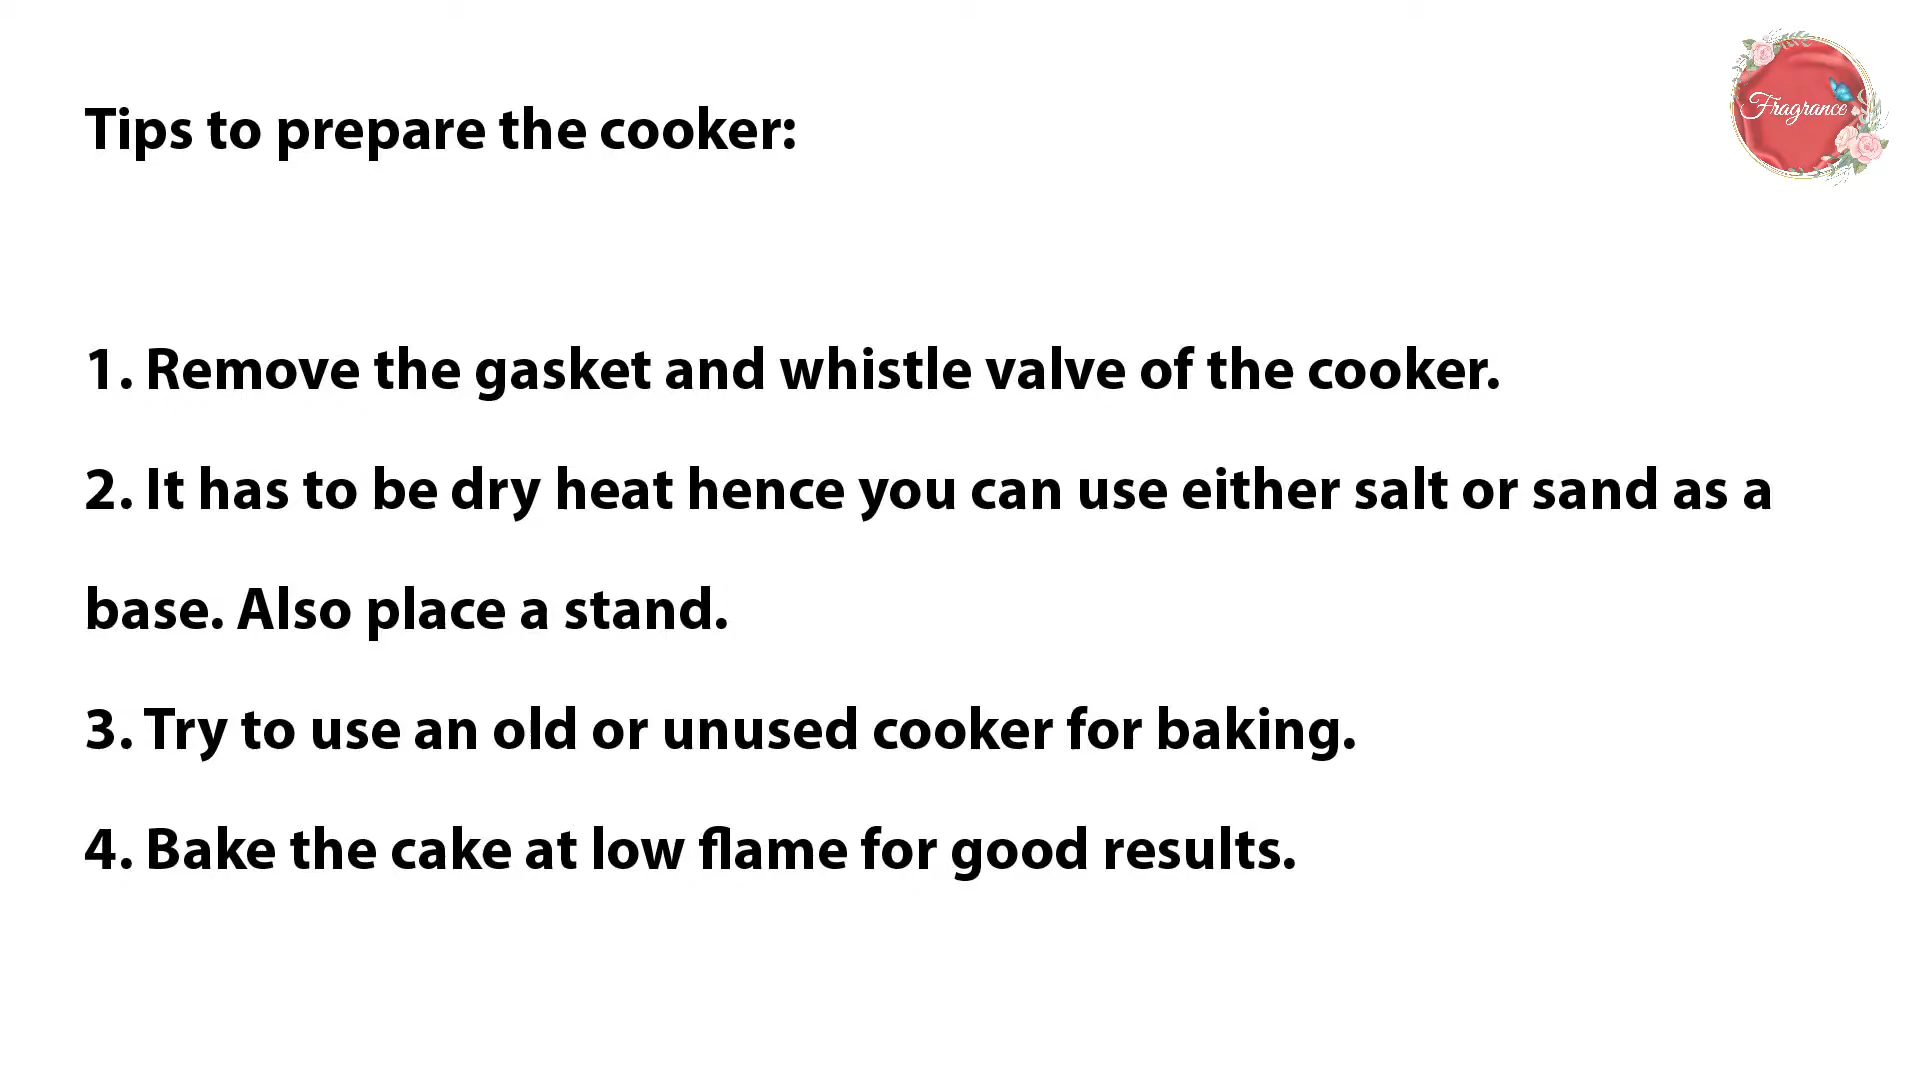 Tips to prepare the cooker:
Fragrance
1. Remove the gasket and whistle valve of the cooker.
2. It has to be dry heat hence you can use either salt or sand as a
base. Also place a stand.
3. Try to use an old or unused cooker for baking.
4. Bake the cake at low flame for good results.